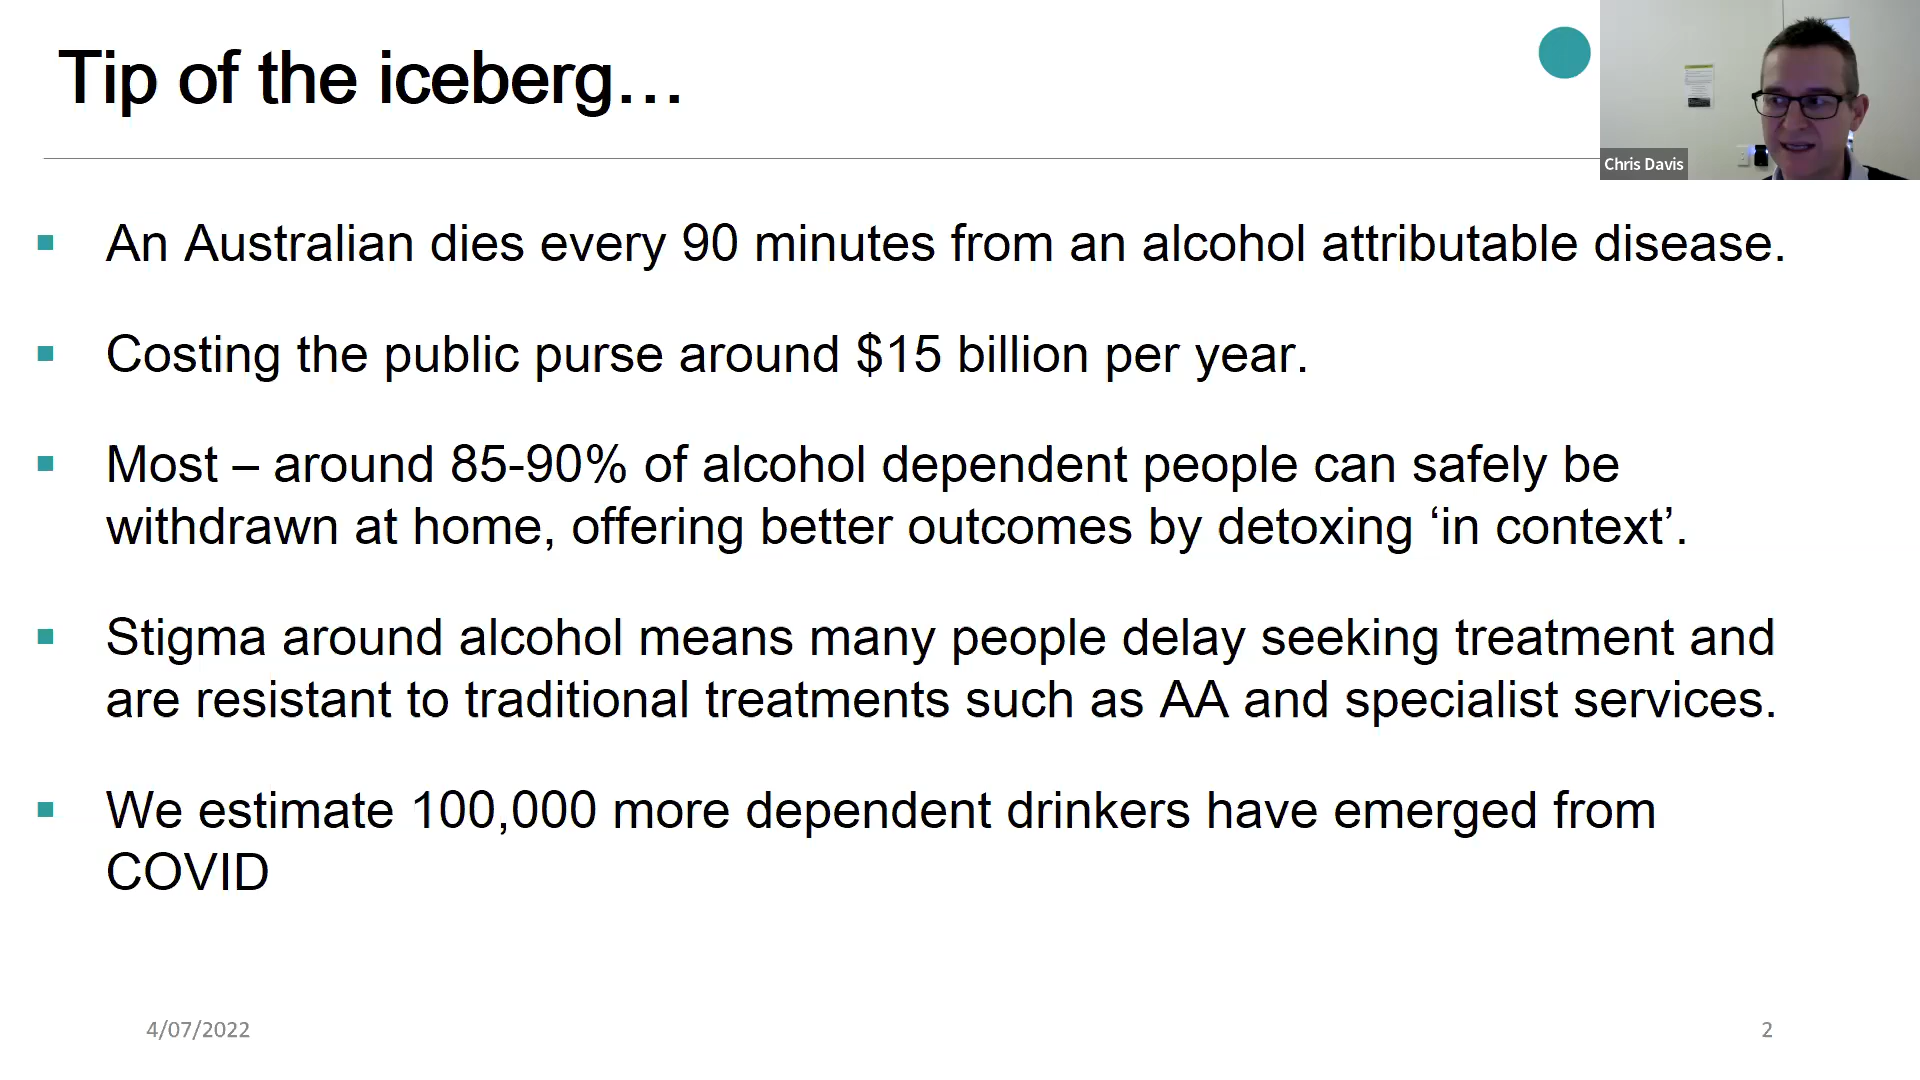 Tip of the iceberg…
Chris Davis
▪ An Australian dies every 90 minutes from an alcohol attributable disease.
▪ Costing the public purse around $15 billion per year.
▪ Most – around 85-90% of alcohol dependent people can safely be
withdrawn at home, offering better outcomes by detoxing ‘in context’.
▪ Stigma around alcohol means many people delay seeking treatment and
are resistant to traditional treatments such as AA and specialist services.
▪ We estimate 100,000 more dependent drinkers have emerged from
COVID
4/07/2022
2